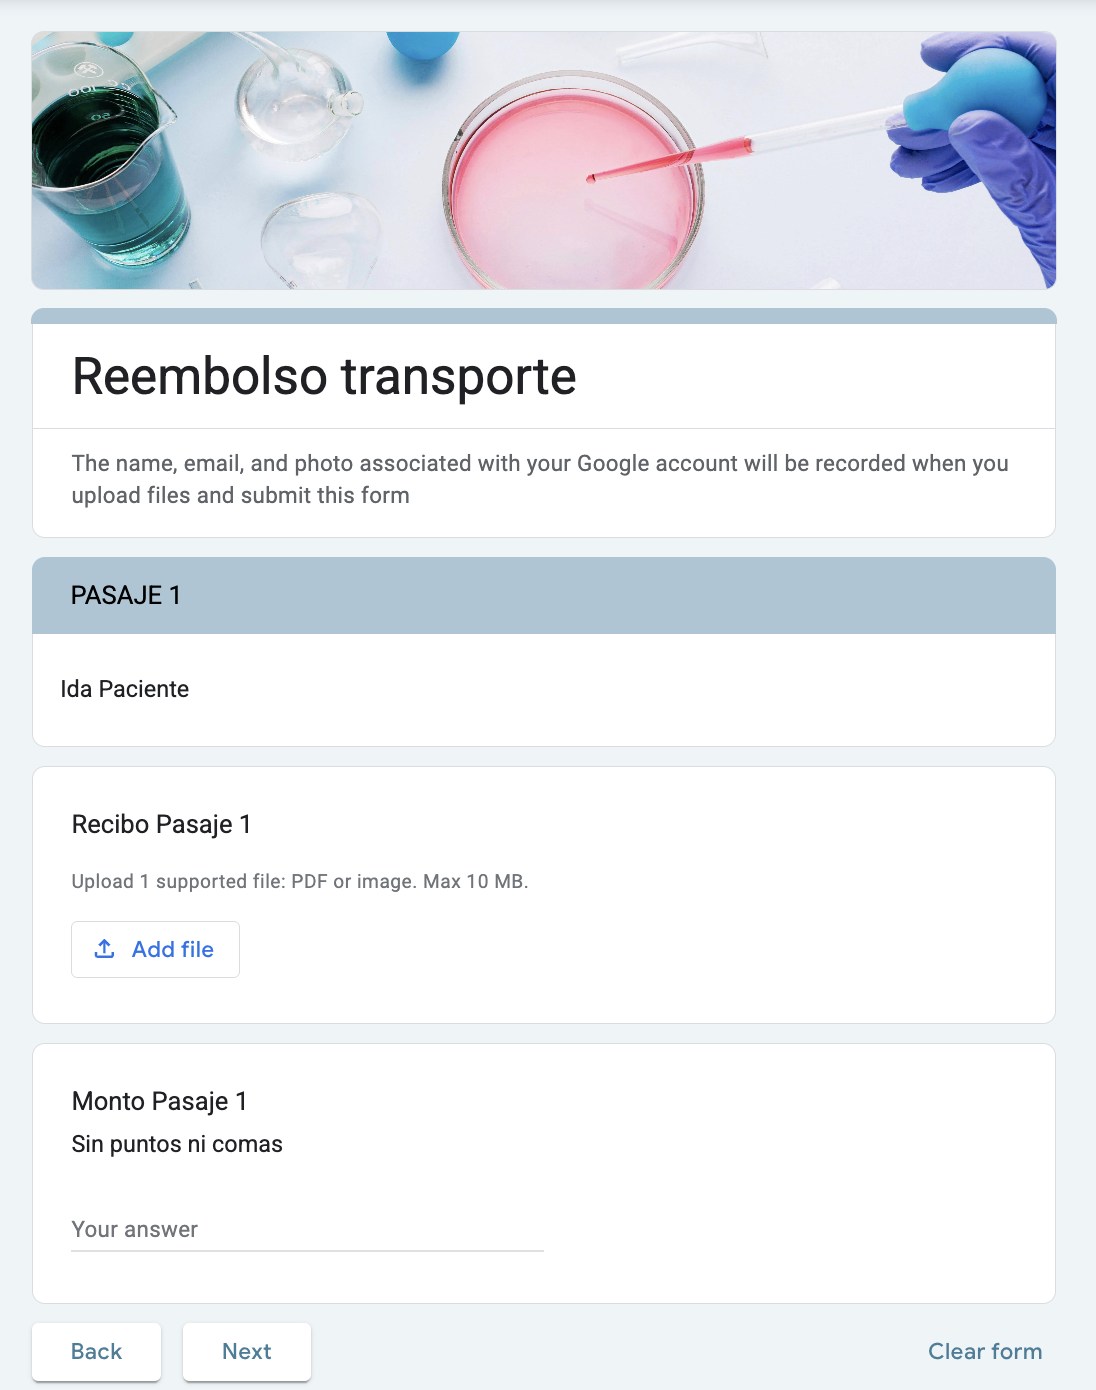 Reembolso transporte
The name, email, and photo associated with your Google account will be recorded when you
upload files and submit this form
PASAJE 1
Ida Paciente
Recibo Pasaje 1
Upload 1 supported file: PDF or image. Max 10 MB.
Add file
Monto Pasaje 1
Sin puntos ni comas
Your answer
Back
Next
Clear form